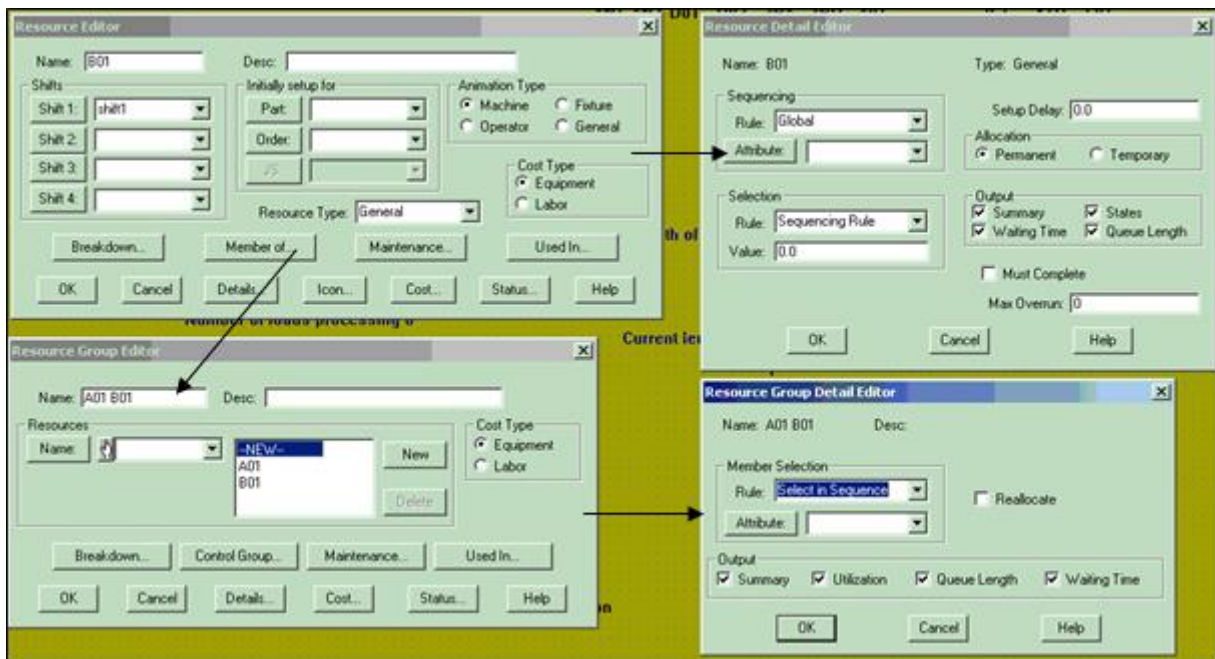 Resource Editor
Name: B01 Desc:
Shifts Initially setup for Animation Type
Shift 1: shift1 Part: Machine Fixture
Shift 2: Order: Operator General
Shift 3: JS Cost Type
Shift 4: Equipment
Resource Type: General Labor
Breakdown... Member of... Maintenance... Used In...
OK Cancel Details... Icon... Cost... Status... Help
Resource Detail Editor
Name: B01 Type: General
Sequencing Setup Delay: 0.0
Rule: Global Allocation
Attribute: Permanent Temporary
Selection Output
Rule: Sequencing Rule Summary States
Value: 0.0 Waiting Time Queue Length
Must Complete
Max Overrun: 0
OK Cancel Help
th of
Number of loads processing
Current
Resource Group Editor
Name: A01 B01 Desc:
Resources Cost Type
Name: --NEW-- New Equipment
A01 Labor
B01 Delete
Breakdown... Control Group... Maintenance... Used In...
OK Cancel Details... Cost... Status... Help
on
Resource Group Detail Editor
Name: A01 B01 Desc:
Member Selection
Rule: Select in Sequence Reallocate
Attribute:
Output
Summary Utilization Queue Length Waiting Time
OK Cancel Help